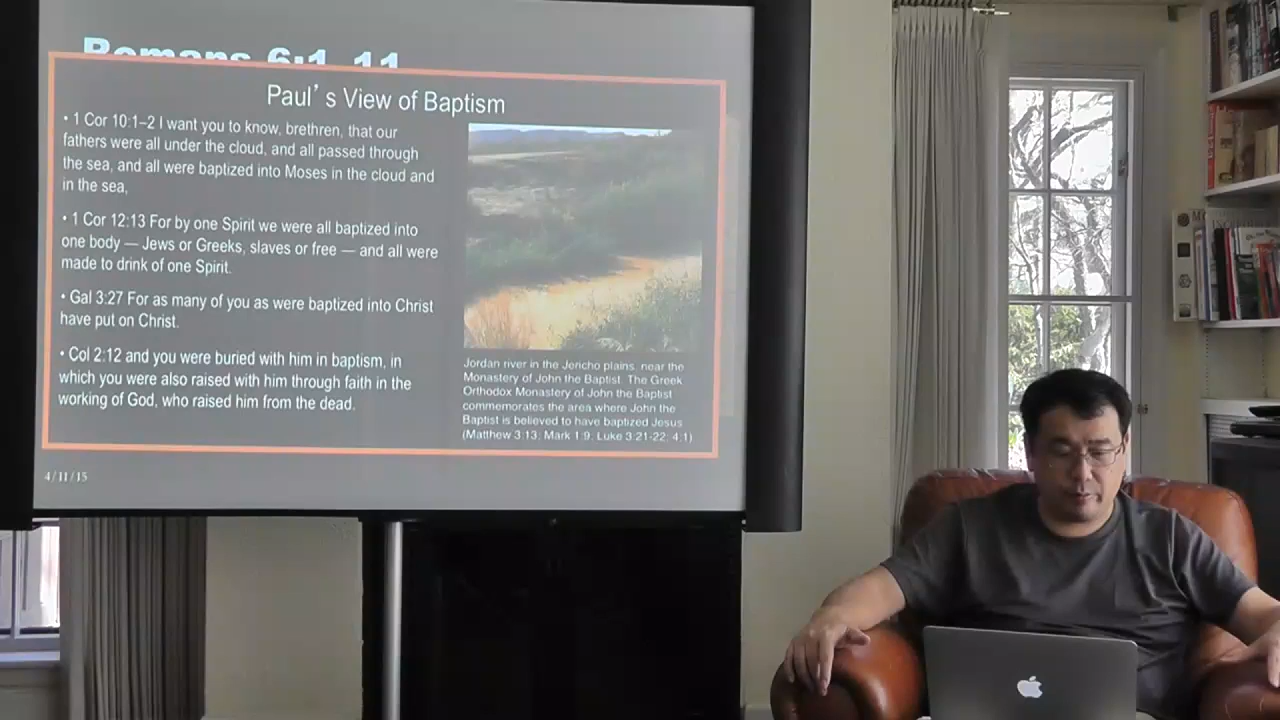 Romans 6:1-11
Paul's View of Baptism
• 1 Cor 10:1–2 I want you to know, brethren, that our
fathers were all under the cloud, and all passed through
the sea, and all were baptized into Moses in the cloud and
in the sea,
• 1 Cor 12:13 For by one Spirit we were all baptized into
one body — Jews or Greeks, slaves or free — and all were
made to drink of one Spirit.
• Gal 3:27 For as many of you as were baptized into Christ
have put on Christ.
• Col 2:12 and you were buried with him in baptism, in
which you were also raised with him through faith in the
working of God, who raised him from the dead.
Jordan river in the Jericho plains, near the
Monastery of John the Baptist. The Greek
Orthodox Monastery of John the Baptist
commemorates the area where John the
Baptist is believed to have baptized Jesus
(Matthew 3:13; Mark 1:9; Luke 3:21-22; 4:1)
4/11/15